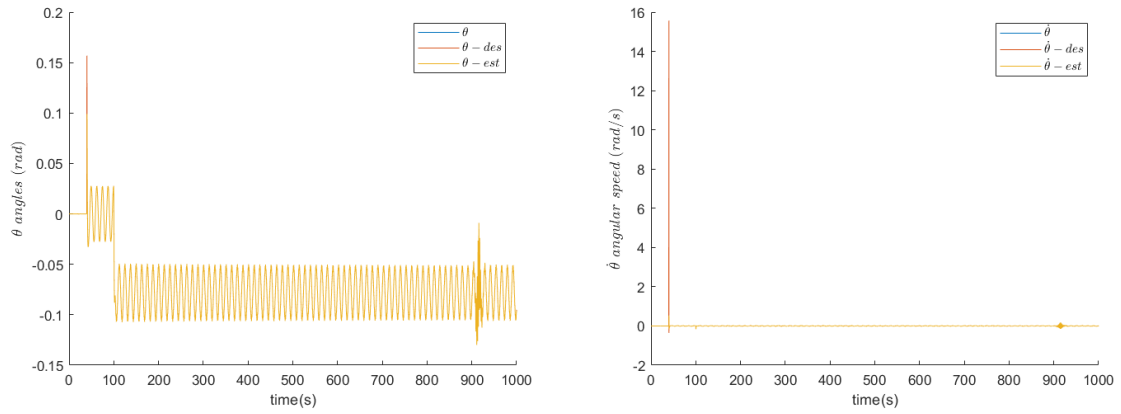 0.2
0.15
0.1
0.05
0
-0.05
-0.1
-0.15
θ angles (rad)
0 100 200 300 400 500 600 700 800 900 1000
time(s)
θ
θ − des
θ − est
16
14
12
10
8
6
4
2
0
-2
θ̇ angular speed (rad/s)
0 100 200 300 400 500 600 700 800 900 1000
time(s)
θ̇
θ̇ − des
θ̇ − est